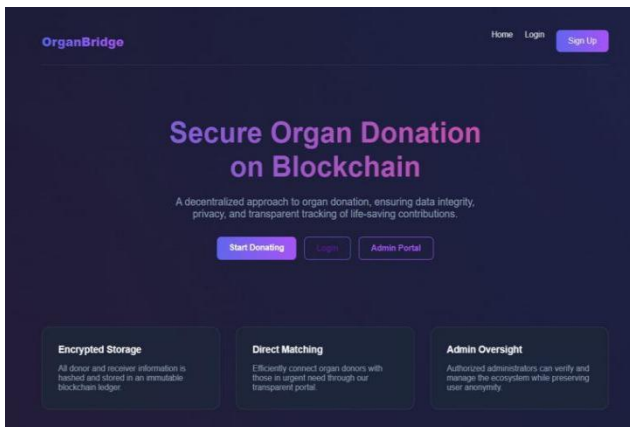 OrganBridge
Home Login Sign Up
Secure Organ Donation
on Blockchain
A decentralized approach to organ donation, ensuring data integrity,
privacy, and transparent tracking of life-saving contributions.
Start Donating Login Admin Portal
Encrypted Storage
All donor and receiver information is
hashed and stored in an immutable
blockchain ledger.
Direct Matching
Efficiently connect organ donors with
those in urgent need through our
transparent portal.
Admin Oversight
Authorized administrators can verify and
manage the ecosystem while preserving
user anonymity.